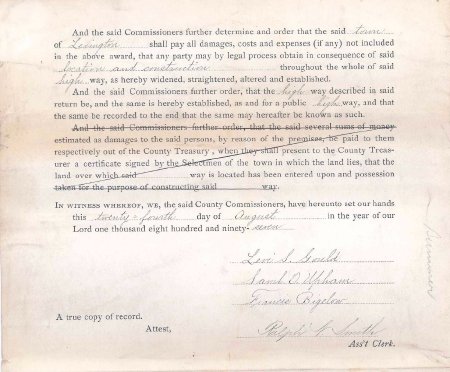 And the said Commissioners further determine and order that the said town
of Lexington shall pay all damages, costs and expenses (if any) not included
in the above award, that any party may by legal process obtain in consequence of said
location and construction throughout the whole of said
high way, as hereby widened, straightened, altered and established.
And the said Commissioners further order, that the high way described in said
return be, and the same is hereby established, as and for a public high way, and that
the same be recorded to the end that the same may hereafter be known as such.
And the said Commissioners further order, that the said several sums of money
estimated as damages to the said persons, by reason of the premises, be paid to them
respectively out of the County Treasury, when they shall present to the County Treas-
urer a certificate signed by the Selectmen of the town in which the land lies, that the
land over which said way is located has been entered upon and possession
taken for the purpose of constructing said way.
In witness whereof, we, the said County Commissioners, have hereunto set our hands
this twenty-fourth day of August in the year of our
Lord one thousand eight hundred and ninety-seven
Levi S. Gould
Saml O. Upham
Francis Bigelow
A true copy of record.
Attest, Ralph N. Smith
Ass't Clerk.